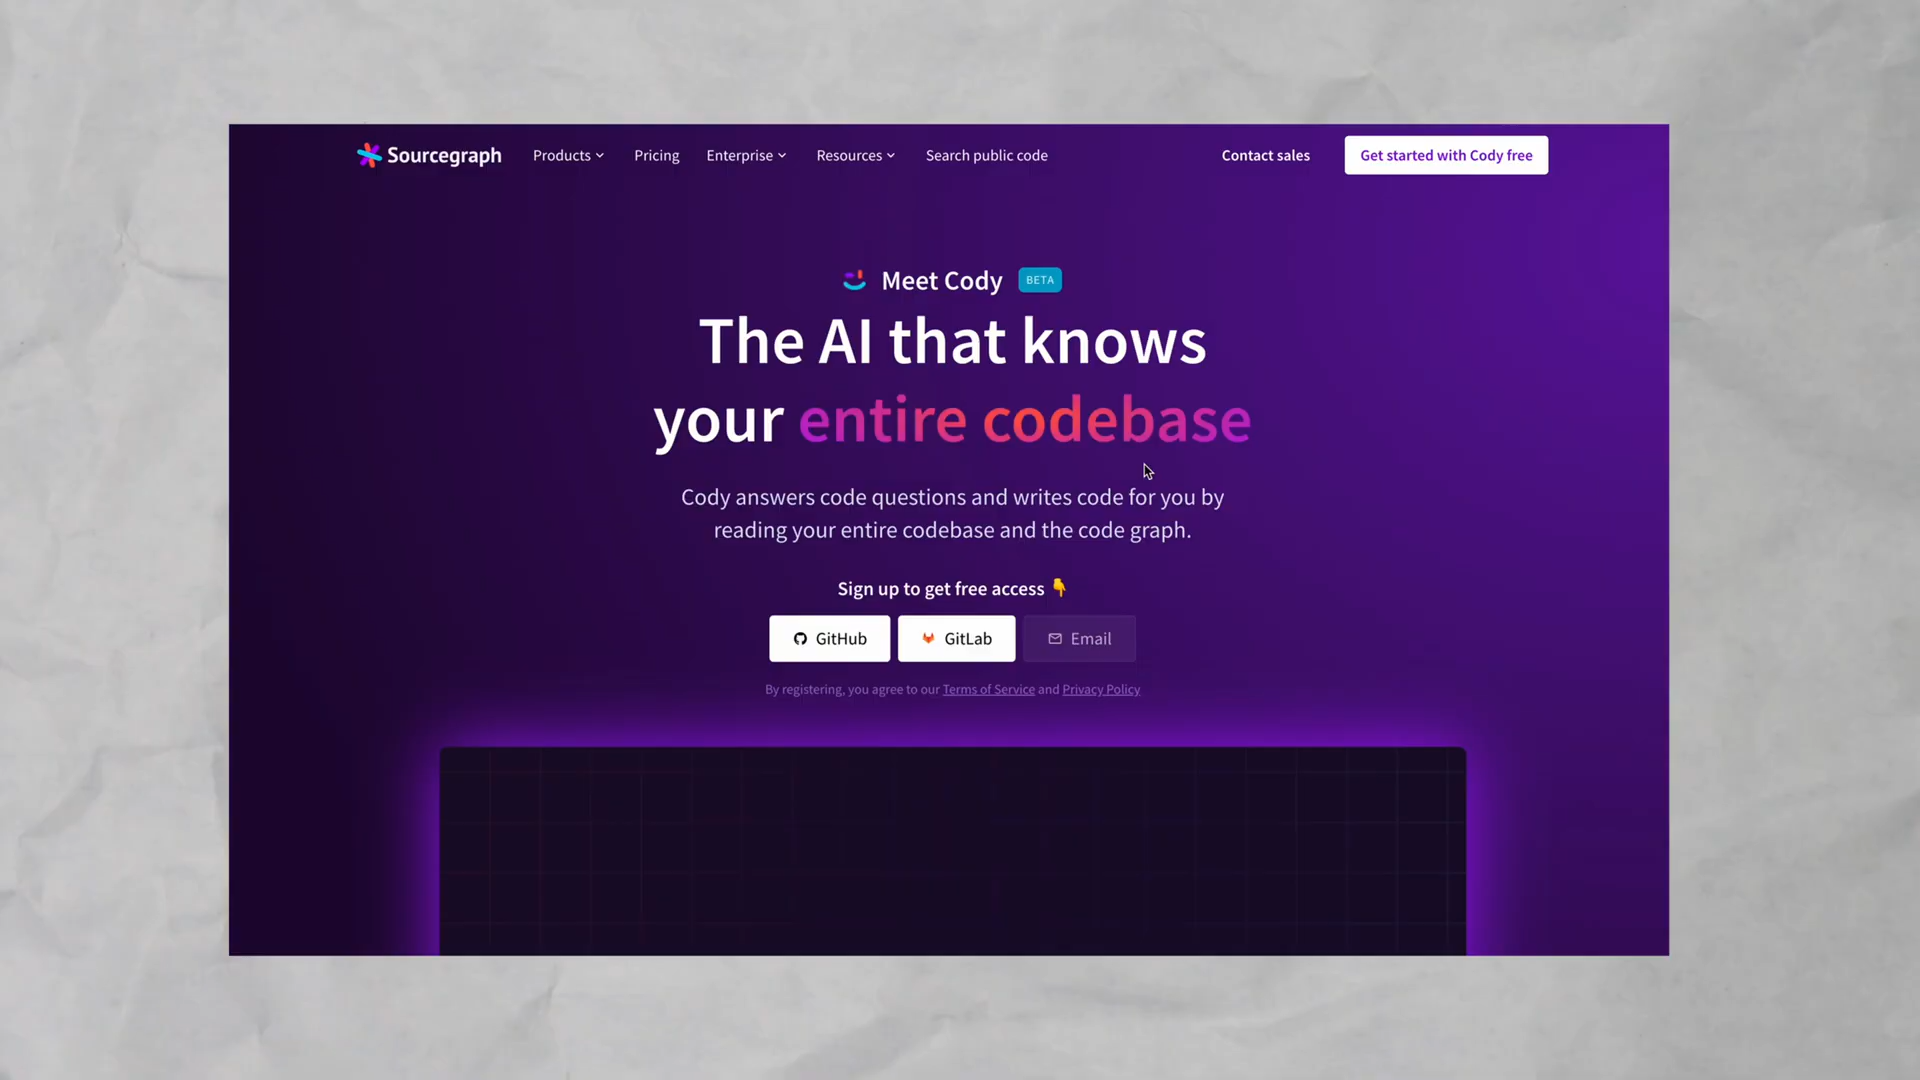 Sourcegraph Products Pricing Enterprise Resources Search public code Contact sales Get started with Cody free
Meet Cody BETA
The AI that knows
your entire codebase
Cody answers code questions and writes code for you by
reading your entire codebase and the code graph.
Sign up to get free access 👇
GitHub GitLab Email
By registering, you agree to our Terms of Service and Privacy Policy